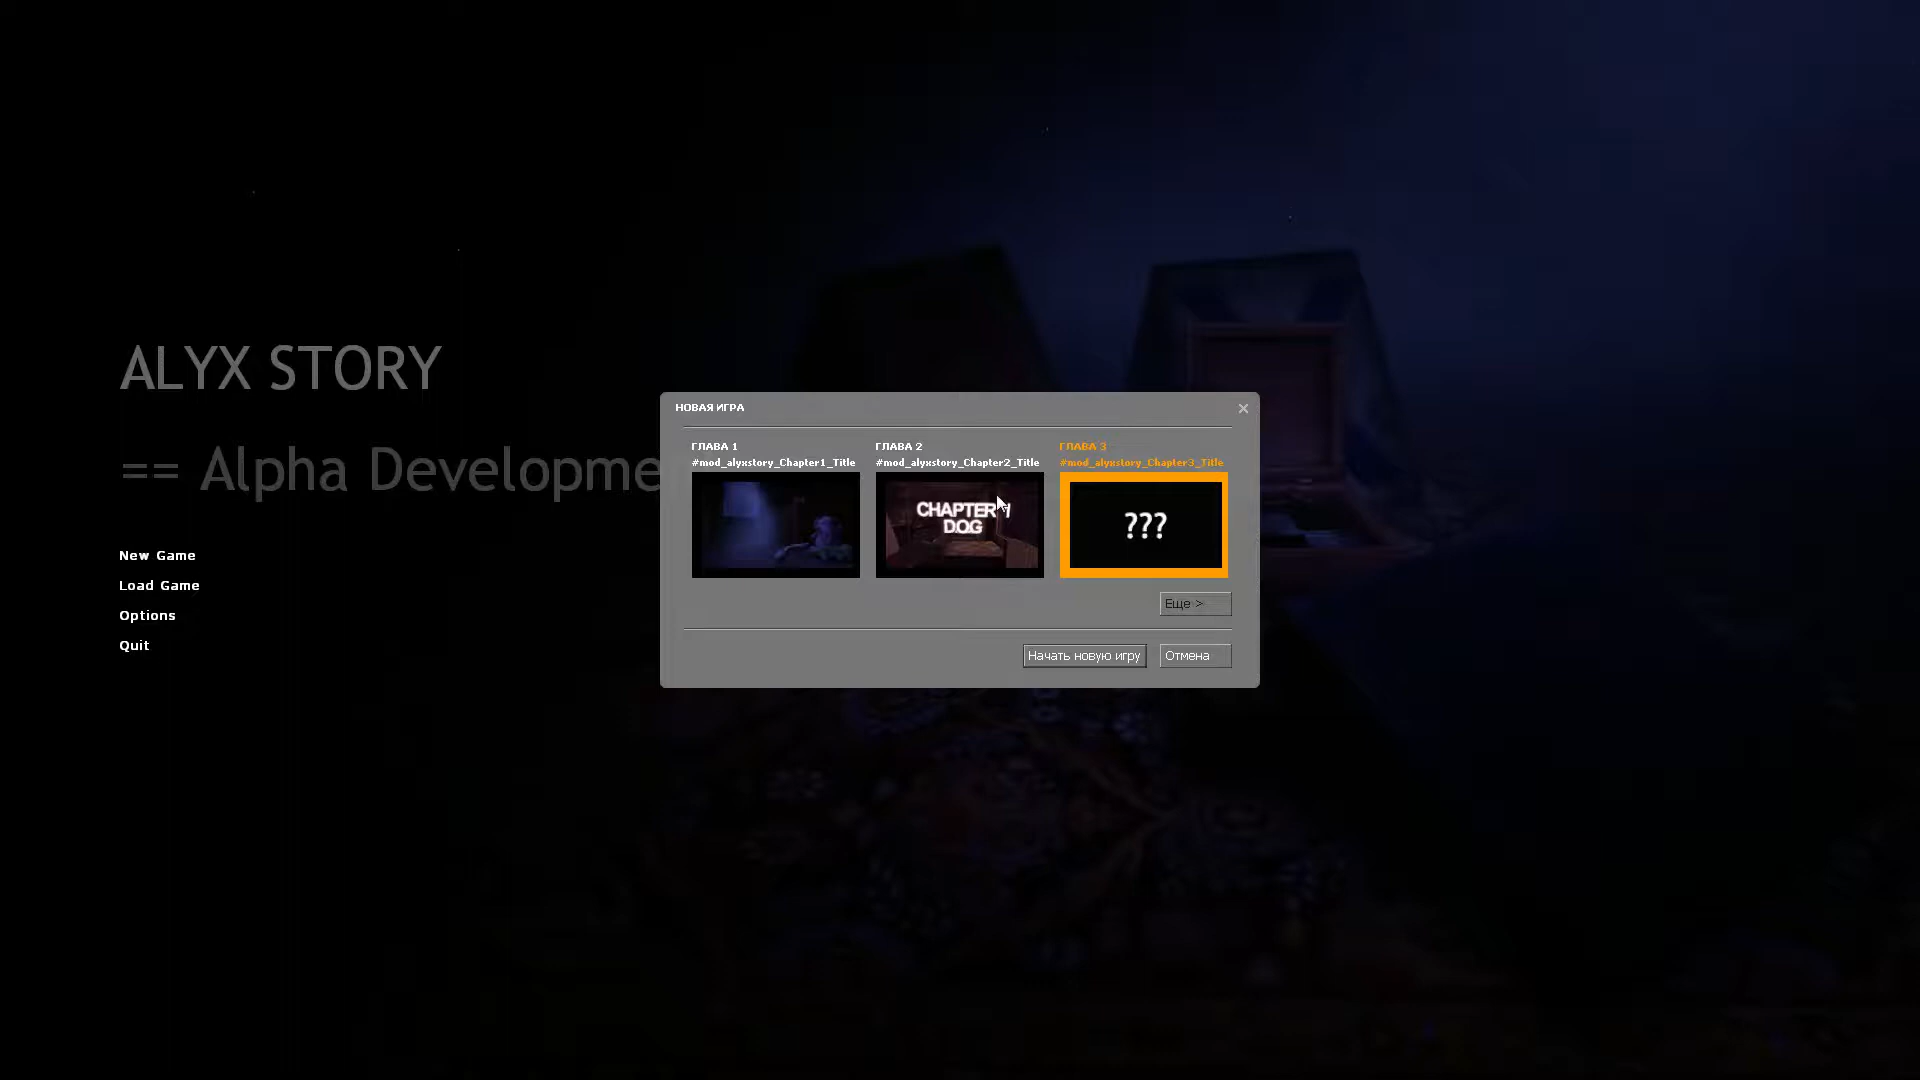 ALYX STORY
== Alpha Developme
New Game
Load Game
Options
Quit
НОВАЯ ИГРА
ГЛАВА 1
#mod_alyxstory_Chapter1_Title
ГЛАВА 2
#mod_alyxstory_Chapter2_Title
CHAPTER
DOG
ГЛАВА 3
#mod_alyxstory_Chapter3_Title
???
Еще >
Начать новую игру
Отмена